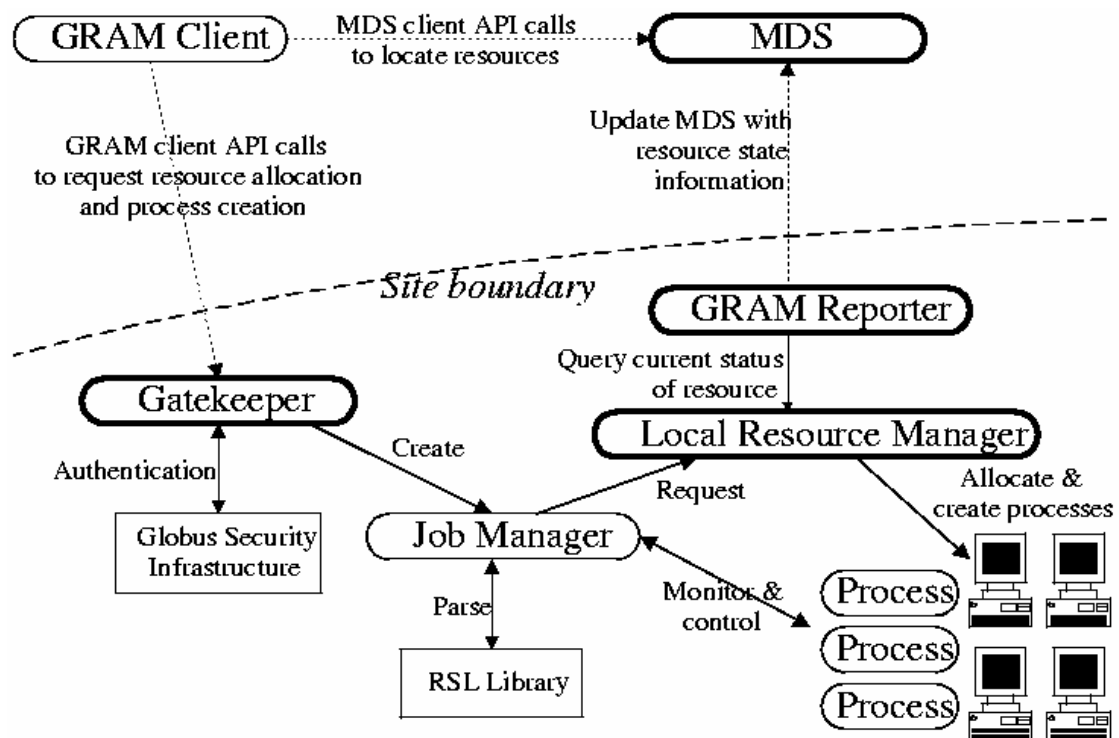 GRAM Client
MDS client API calls
to locate resources
MDS
GRAM client API calls
to request resource allocation
and process creation
Update MDS with
resource state
information
Site boundary
GRAM Reporter
Query current status
of resource
Gatekeeper
Local Resource Manager
Authentication
Create
Request
Allocate &
create processes
Globus Security
Infrastructure
Job Manager
Parse
Monitor &
control
Process
Process
Process
RSL Library